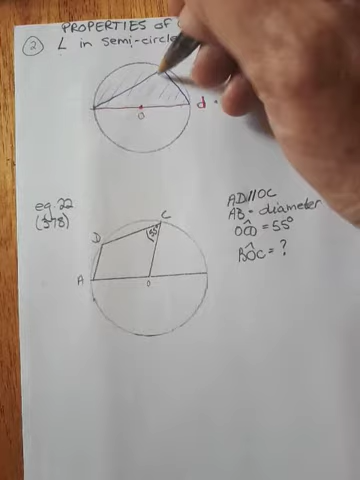 PROPERTIES of
② L in semi-circle
O
d
eg. 22
(378)
C
D
55°
A
O
AD//OC
AB = diameter
OĈD = 55°
BÔC = ?